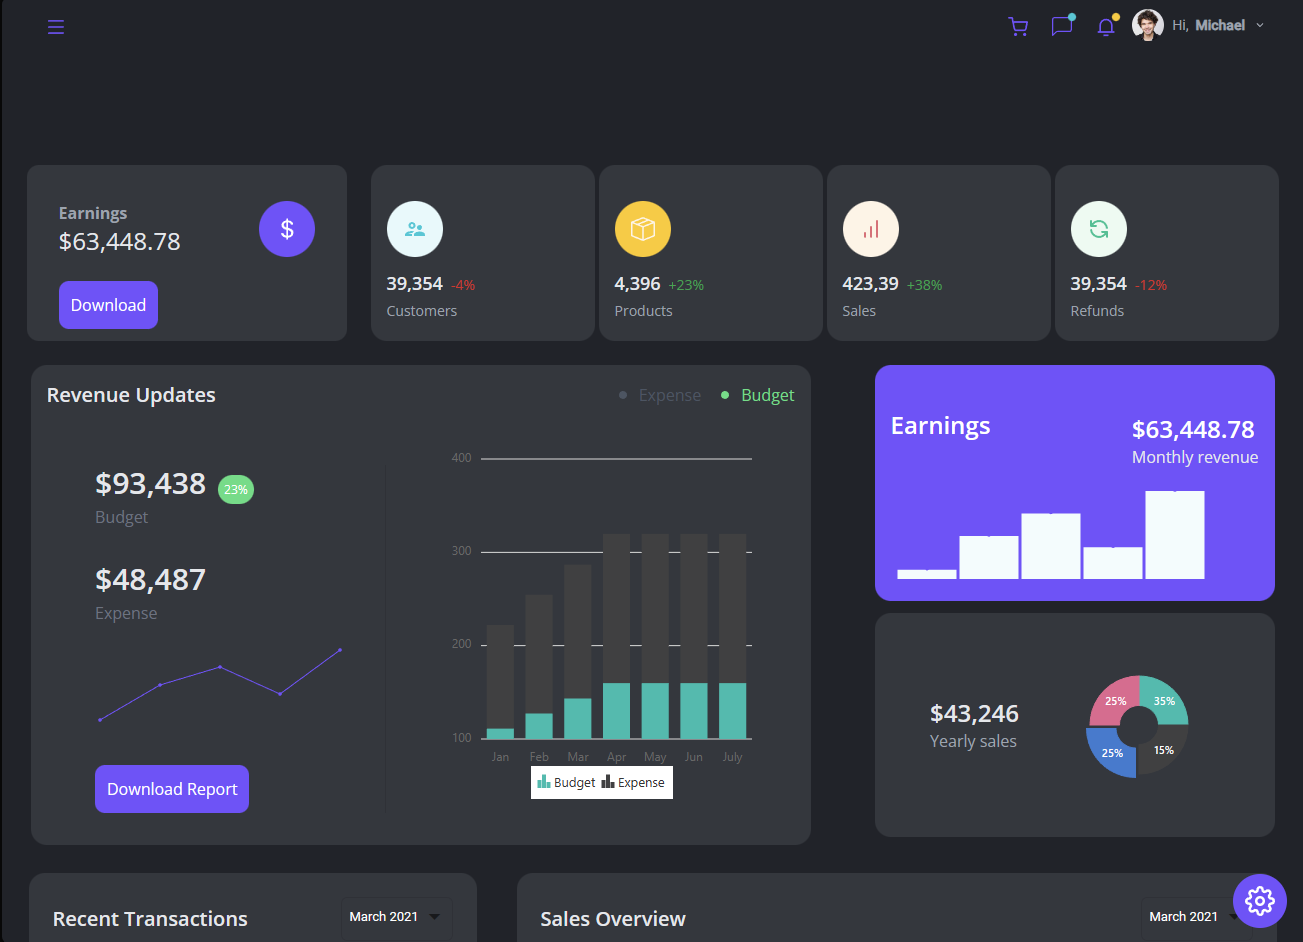 Hi, Michael
Earnings
$63,448.78
$
Download
39,354 -4%
Customers
4,396 +23%
Products
423,39 +38%
Sales
39,354 -12%
Refunds
Revenue Updates
Expense
Budget
$93,438 23%
Budget
$48,487
Expense
Download Report
400
300
200
100
Jan Feb Mar Apr May Jun July
Budget Expense
Earnings
$63,448.78
Monthly revenue
$43,246
Yearly sales
25% 35%
25% 15%
Recent Transactions
March 2021
Sales Overview
March 2021